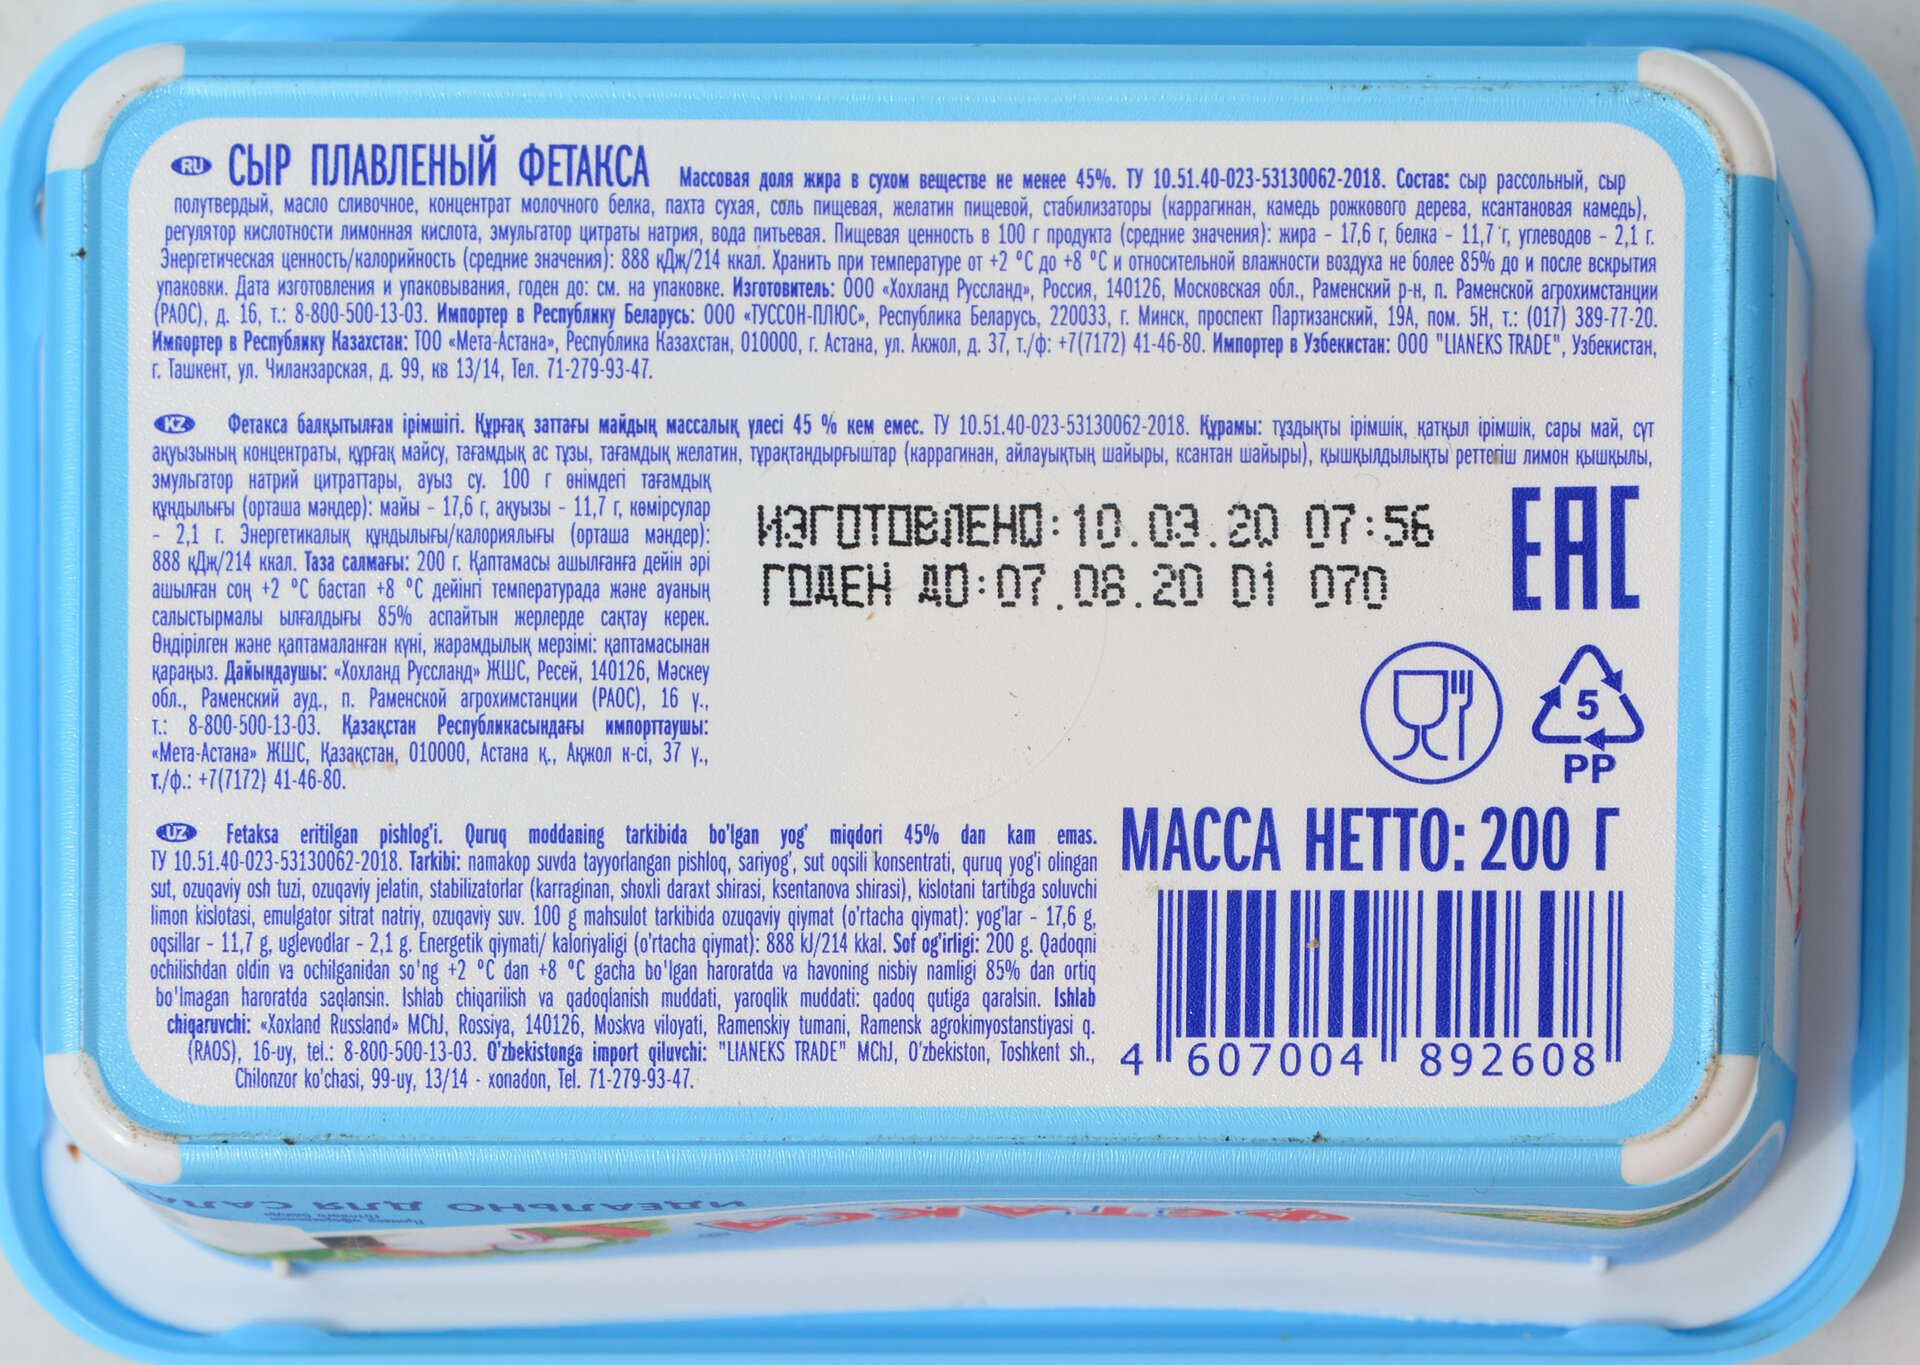 RU СЫР ПЛАВЛЕНЫЙ ФЕТАКСА Массовая доля жира в сухом веществе не менее 45%. ТУ 10.51.40-023-53130062-2018. Состав: сыр рассольный, сыр
полутвердый, масло сливочное, концентрат молочного белка, пахта сухая, соль пищевая, желатин пищевой, стабилизаторы (каррагинан, камедь рожкового дерева, ксантановая камедь),
регулятор кислотности лимонная кислота, эмульгатор цитраты натрия, вода питьевая. Пищевая ценность в 100 г продукта (средние значения): жира - 17,6 г, белка - 11,7 г, углеводов - 2,1 г.
Энергетическая ценность/калорийность (средние значения): 888 кДж/214 ккал. Хранить при температуре от +2 °С до +8 °С и относительной влажности воздуха не более 85% до и после вскрытия
упаковки. Дата изготовления и упаковывания, годен до: см. на упаковке. Изготовитель: ООО «Хохланд Руссланд», Россия, 140126, Московская обл., Раменский р-н, п. Раменской агрохимстанции
(РАОС), д. 16, т.: 8-800-500-13-03. Импортер в Республику Беларусь: ООО «ТУССОН-ПЛЮС», Республика Беларусь, 220033, г. Минск, проспект Партизанский, 19А, пом. 5Н, т.: (017) 389-77-20.
Импортер в Республику Казахстан: ТОО «Мета-Астана», Республика Казахстан, 010000, г. Астана, ул. Акжол, д. 37, т./ф: +7(7172) 41-46-80. Импортер в Узбекистан: ООО "LIANEKS TRADE", Узбекистан,
г. Ташкент, ул. Чиланзарская, д. 99, кв 13/14, Тел. 71-279-93-47.
KZ Фетакса балқытылған ірімшігі. Құрғақ заттағы майдың массалық үлесі 45 % кем емес. ТУ 10.51.40-023-53130062-2018. Құрамы: тұздықты ірімшік, қатқыл ірімшік, сары май, сүт
ақуызының концентраты, құрғақ майсу, тағамдық ас тұзы, тағамдық желатин, тұрақтандырғыштар (каррагинан, айлауықтың шайыры, ксантан шайыры), қышқылдылықты реттегіш лимон қышқылы,
эмульгатор натрий цитраттары, ауыз су. 100 г өнімдегі тағамдық
құндылығы (орташа мәндер): майы - 17,6 г, ақуызы - 11,7 г, көмірсулар
- 2,1 г. Энергетикалық құндылығы/калориялығы (орташа мәндер):
888 кДж/214 ккал. Таза салмағы: 200 г. Қаптамасы ашылғанға дейін әрі
ашылған соң +2 °С бастап +8 °С дейінгі температурада және ауаның
салыстырмалы ылғалдығы 85% аспайтын жерлерде сақтау керек.
Өндірілген және қаптамаланған күні, жарамдылық мерзімі: қаптамасынан
қараңыз. Дайындаушы: «Хохланд Руссланд» ЖШС, Ресей, 140126, Мәскеу
обл., Раменский ауд., п. Раменской агрохимстанции (РАОС), 16 ү.,
т.: 8-800-500-13-03. Қазақстан Республикасындағы импорттаушы:
«Мета-Астана» ЖШС, Қазақстан, 010000, Астана қ., Ақжол к-сі, 37 ү.,
т./ф.: +7(7172) 41-46-80.
ИЗГОТОВЛЕНО:10.03.20 07:56
ГОДЕН ДО:07.08.20 01 070
EAC
5
PP
UZ Fetaksa eritilgan pishlog'i. Quruq moddaning tarkibida bo'lgan yog' miqdori 45% dan kam emas.
ТУ 10.51.40-023-53130062-2018. Tarkibi: namakop suvda tayyorlangan pishloq, sariyog', sut oqsili konsentrati, quruq yog'i olingan
sut, ozuqaviy osh tuzi, ozuqaviy jelatin, stabilizatorlar (karraginan, shoxli daraxt shirasi, ksentanova shirasi), kislotani tartibga soluvchi
limon kislotasi, emulgator sitrat natriy, ozuqaviy suv. 100 g mahsulot tarkibida ozuqaviy qiymat (o'rtacha qiymat): yog'lar - 17,6 g,
oqsillar - 11,7 g, uglevodlar - 2,1 g. Energetik qiymati/ kaloriyaligi (o'rtacha qiymat): 888 kJ/214 kkal. Sof og'irligi: 200 g. Qadoqni
ochilishdan oldin va ochilganidan so'ng +2 °C dan +8 °C gacha bo'lgan haroratda va havoning nisbiy namligi 85% dan ortiq
bo'lmagan haroratda saqlansin. Ishlab chiqarilish va qadoqlanish muddati, yaroqlik muddati: qadoq qutiga qaralsin. Ishlab
chiqaruvchi: «Xoxland Russland» MChJ, Rossiya, 140126, Moskva viloyati, Ramenskiy tumani, Ramensk agrokimyostanstiyasi q.
(RAOS), 16-uy, tel.: 8-800-500-13-03. O'zbekistonga import qiluvchi: "LIANEKS TRADE" MChJ, O'zbekiston, Toshkent sh.,
Chilonzor ko'chasi, 99-uy, 13/14 - xonadon, Tel. 71-279-93-47.
МАССА НЕТТО: 200 Г
4 607004 892608
ИДЕАЛЬНО ДЛЯ
ФЕТАКСА